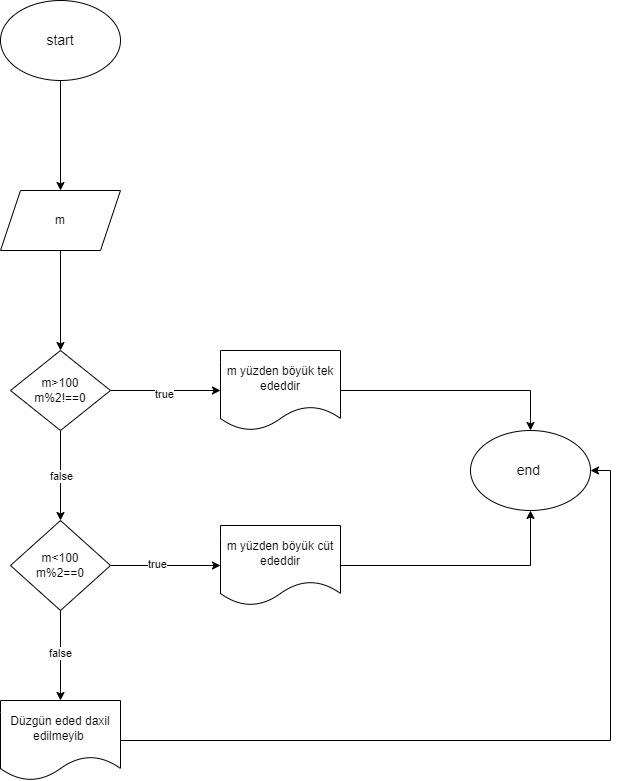 start
m
m>100
m%2!==0
true
m yüzden böyük tek
ededdir
false
end
m<100
m%2==0
true
m yüzden böyük cüt
ededdir
false
Düzgün eded daxil
edilmeyib